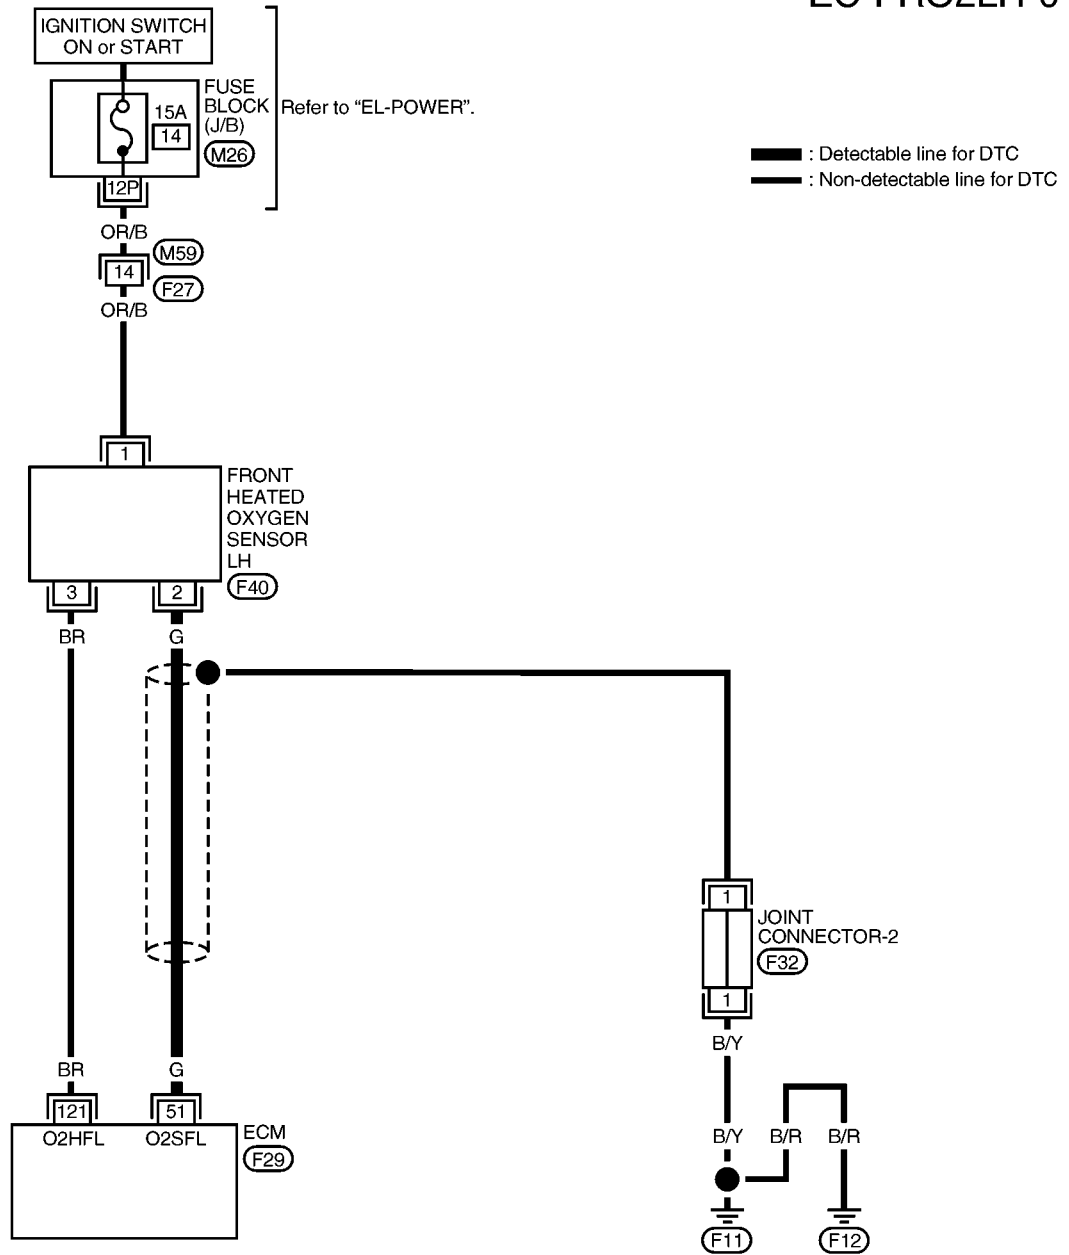 IGNITION SWITCH
ON or START
FUSE
BLOCK
(J/B)
M26
15A
14
Refer to “EL-POWER”.
: Detectable line for DTC
: Non-detectable line for DTC
12P
OR/B
M59
14
F27
OR/B
1
FRONT
HEATED
OXYGEN
SENSOR
LH
F40
3
2
BR
G
1
JOINT
CONNECTOR-2
F32
1
B/Y
BR
G
121
51
O2HFL
O2SFL
ECM
F29
B/Y
B/R
B/R
F11
F12